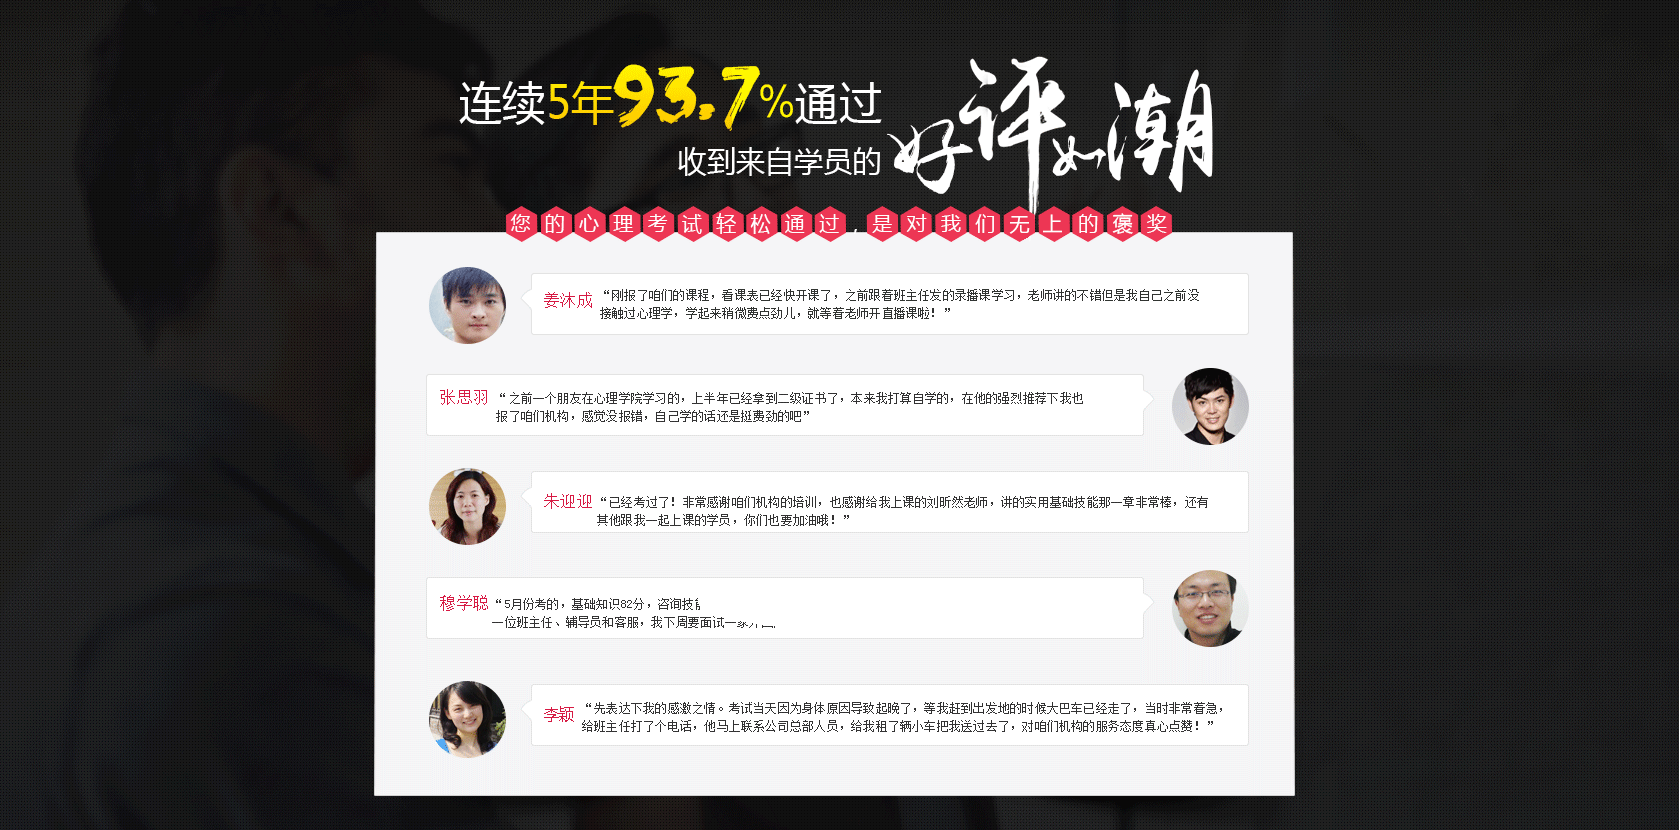 连续5年93.7%通过
收到来自学员的
好评如潮
您的心理考试轻松通过，是对我们无上的褒奖
姜沐成
“刚报了咱们的课程，看课表已经快开课了，之前跟着班主任发的录播课学习，老师讲的不错但是我自己之前没
接触过心理学，学起来稍微费点劲儿，就等着老师开直播课啦！”
张思羽
“之前一个朋友在心理学院学习的，上半年已经拿到二级证书了，本来我打算自学的，在他的强烈推荐下我也
报了咱们机构，感觉没报错，自己学的话还是挺费劲的吧”
朱迎迎
“已经考过了！非常感谢咱们机构的培训，也感谢给我上课的刘昕然老师，讲的实用基础技能那一章非常棒，还有
其他跟我一起上课的学员，你们也要加油哦！”
穆学聪
“5月份考的，基础知识82分，咨询技
一位班主任、辅导员和客服，我下周要面试一
李颖
“先表达下我的感激之情。考试当天因为身体原因导致起晚了，等我赶到出发地的时候大巴车已经走了，当时非常着急，
给班主任打了个电话，他马上联系公司总部人员，给我租了辆小车把我送过去了，对咱们机构的服务态度真心点赞！”